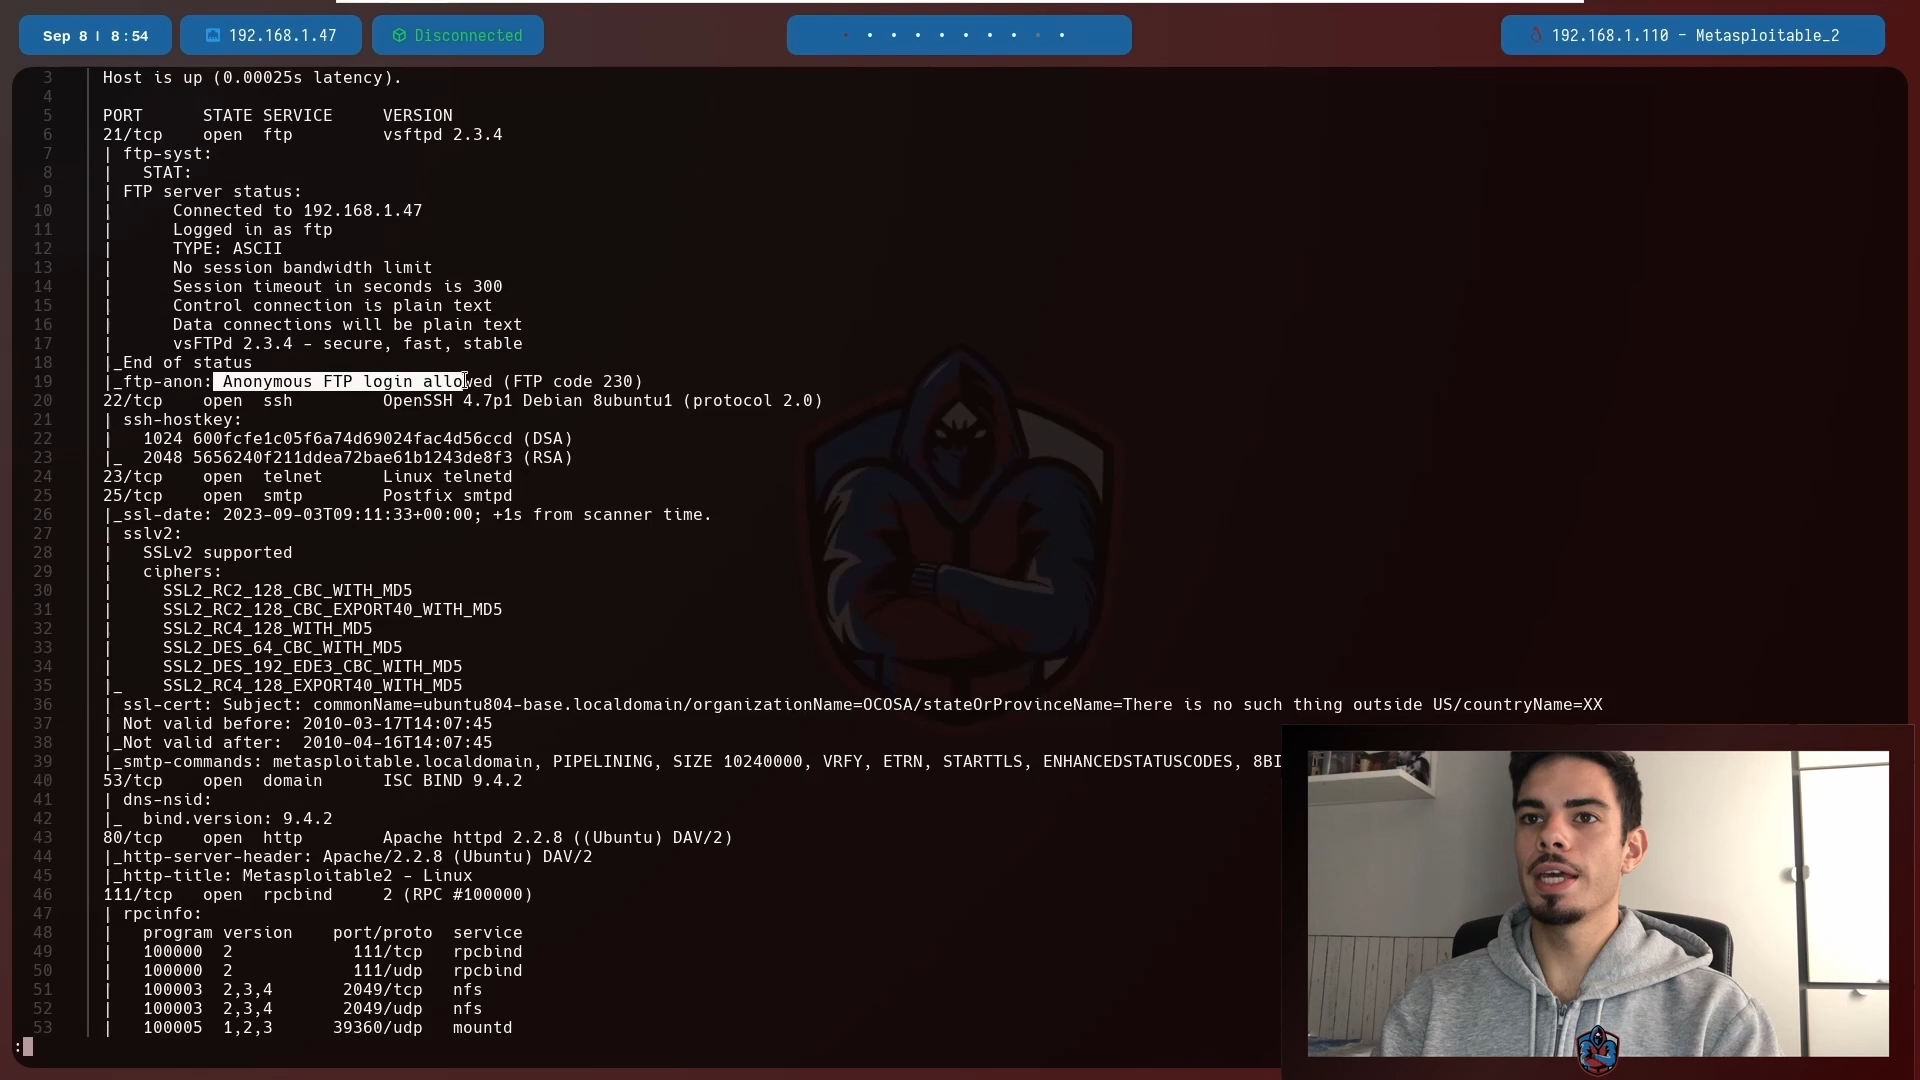 Sep 8 | 8:54
192.168.1.47
Disconnected
192.168.1.110 - Metasploitable_2
3 Host is up (0.00025s latency).
4
5 PORT STATE SERVICE VERSION
6 21/tcp open ftp vsftpd 2.3.4
7 | ftp-syst:
8 | STAT:
9 | FTP server status:
10 | Connected to 192.168.1.47
11 | Logged in as ftp
12 | TYPE: ASCII
13 | No session bandwidth limit
14 | Session timeout in seconds is 300
15 | Control connection is plain text
16 | Data connections will be plain text
17 | vsFTPd 2.3.4 - secure, fast, stable
18 |_End of status
19 |_ftp-anon: Anonymous FTP login allowed (FTP code 230)
20 22/tcp open ssh OpenSSH 4.7p1 Debian 8ubuntu1 (protocol 2.0)
21 | ssh-hostkey:
22 | 1024 600fcfe1c05f6a74d69024fac4d56ccd (DSA)
23 |_ 2048 5656240f211ddea72bae61b1243de8f3 (RSA)
24 23/tcp open telnet Linux telnetd
25 25/tcp open smtp Postfix smtpd
26 |_ssl-date: 2023-09-03T09:11:33+00:00; +1s from scanner time.
27 | sslv2:
28 | SSLv2 supported
29 | ciphers:
30 | SSL2_RC2_128_CBC_WITH_MD5
31 | SSL2_RC2_128_CBC_EXPORT40_WITH_MD5
32 | SSL2_RC4_128_WITH_MD5
33 | SSL2_DES_64_CBC_WITH_MD5
34 | SSL2_DES_192_EDE3_CBC_WITH_MD5
35 |_ SSL2_RC4_128_EXPORT40_WITH_MD5
36 | ssl-cert: Subject: commonName=ubuntu804-base.localdomain/organizationName=OCOSA/stateOrProvinceName=There is no such thing outside US/countryName=XX
37 | Not valid before: 2010-03-17T14:07:45
38 |_Not valid after: 2010-04-16T14:07:45
39 |_smtp-commands: metasploitable.localdomain, PIPELINING, SIZE 10240000, VRFY, ETRN, STARTTLS, ENHANCEDSTATUSCODES, 8BI
40 53/tcp open domain ISC BIND 9.4.2
41 | dns-nsid:
42 |_ bind.version: 9.4.2
43 80/tcp open http Apache httpd 2.2.8 ((Ubuntu) DAV/2)
44 |_http-server-header: Apache/2.2.8 (Ubuntu) DAV/2
45 |_http-title: Metasploitable2 - Linux
46 111/tcp open rpcbind 2 (RPC #100000)
47 | rpcinfo:
48 | program version port/proto service
49 | 100000 2 111/tcp rpcbind
50 | 100000 2 111/udp rpcbind
51 | 100003 2,3,4 2049/tcp nfs
52 | 100003 2,3,4 2049/udp nfs
53 | 100005 1,2,3 39360/udp mountd
: